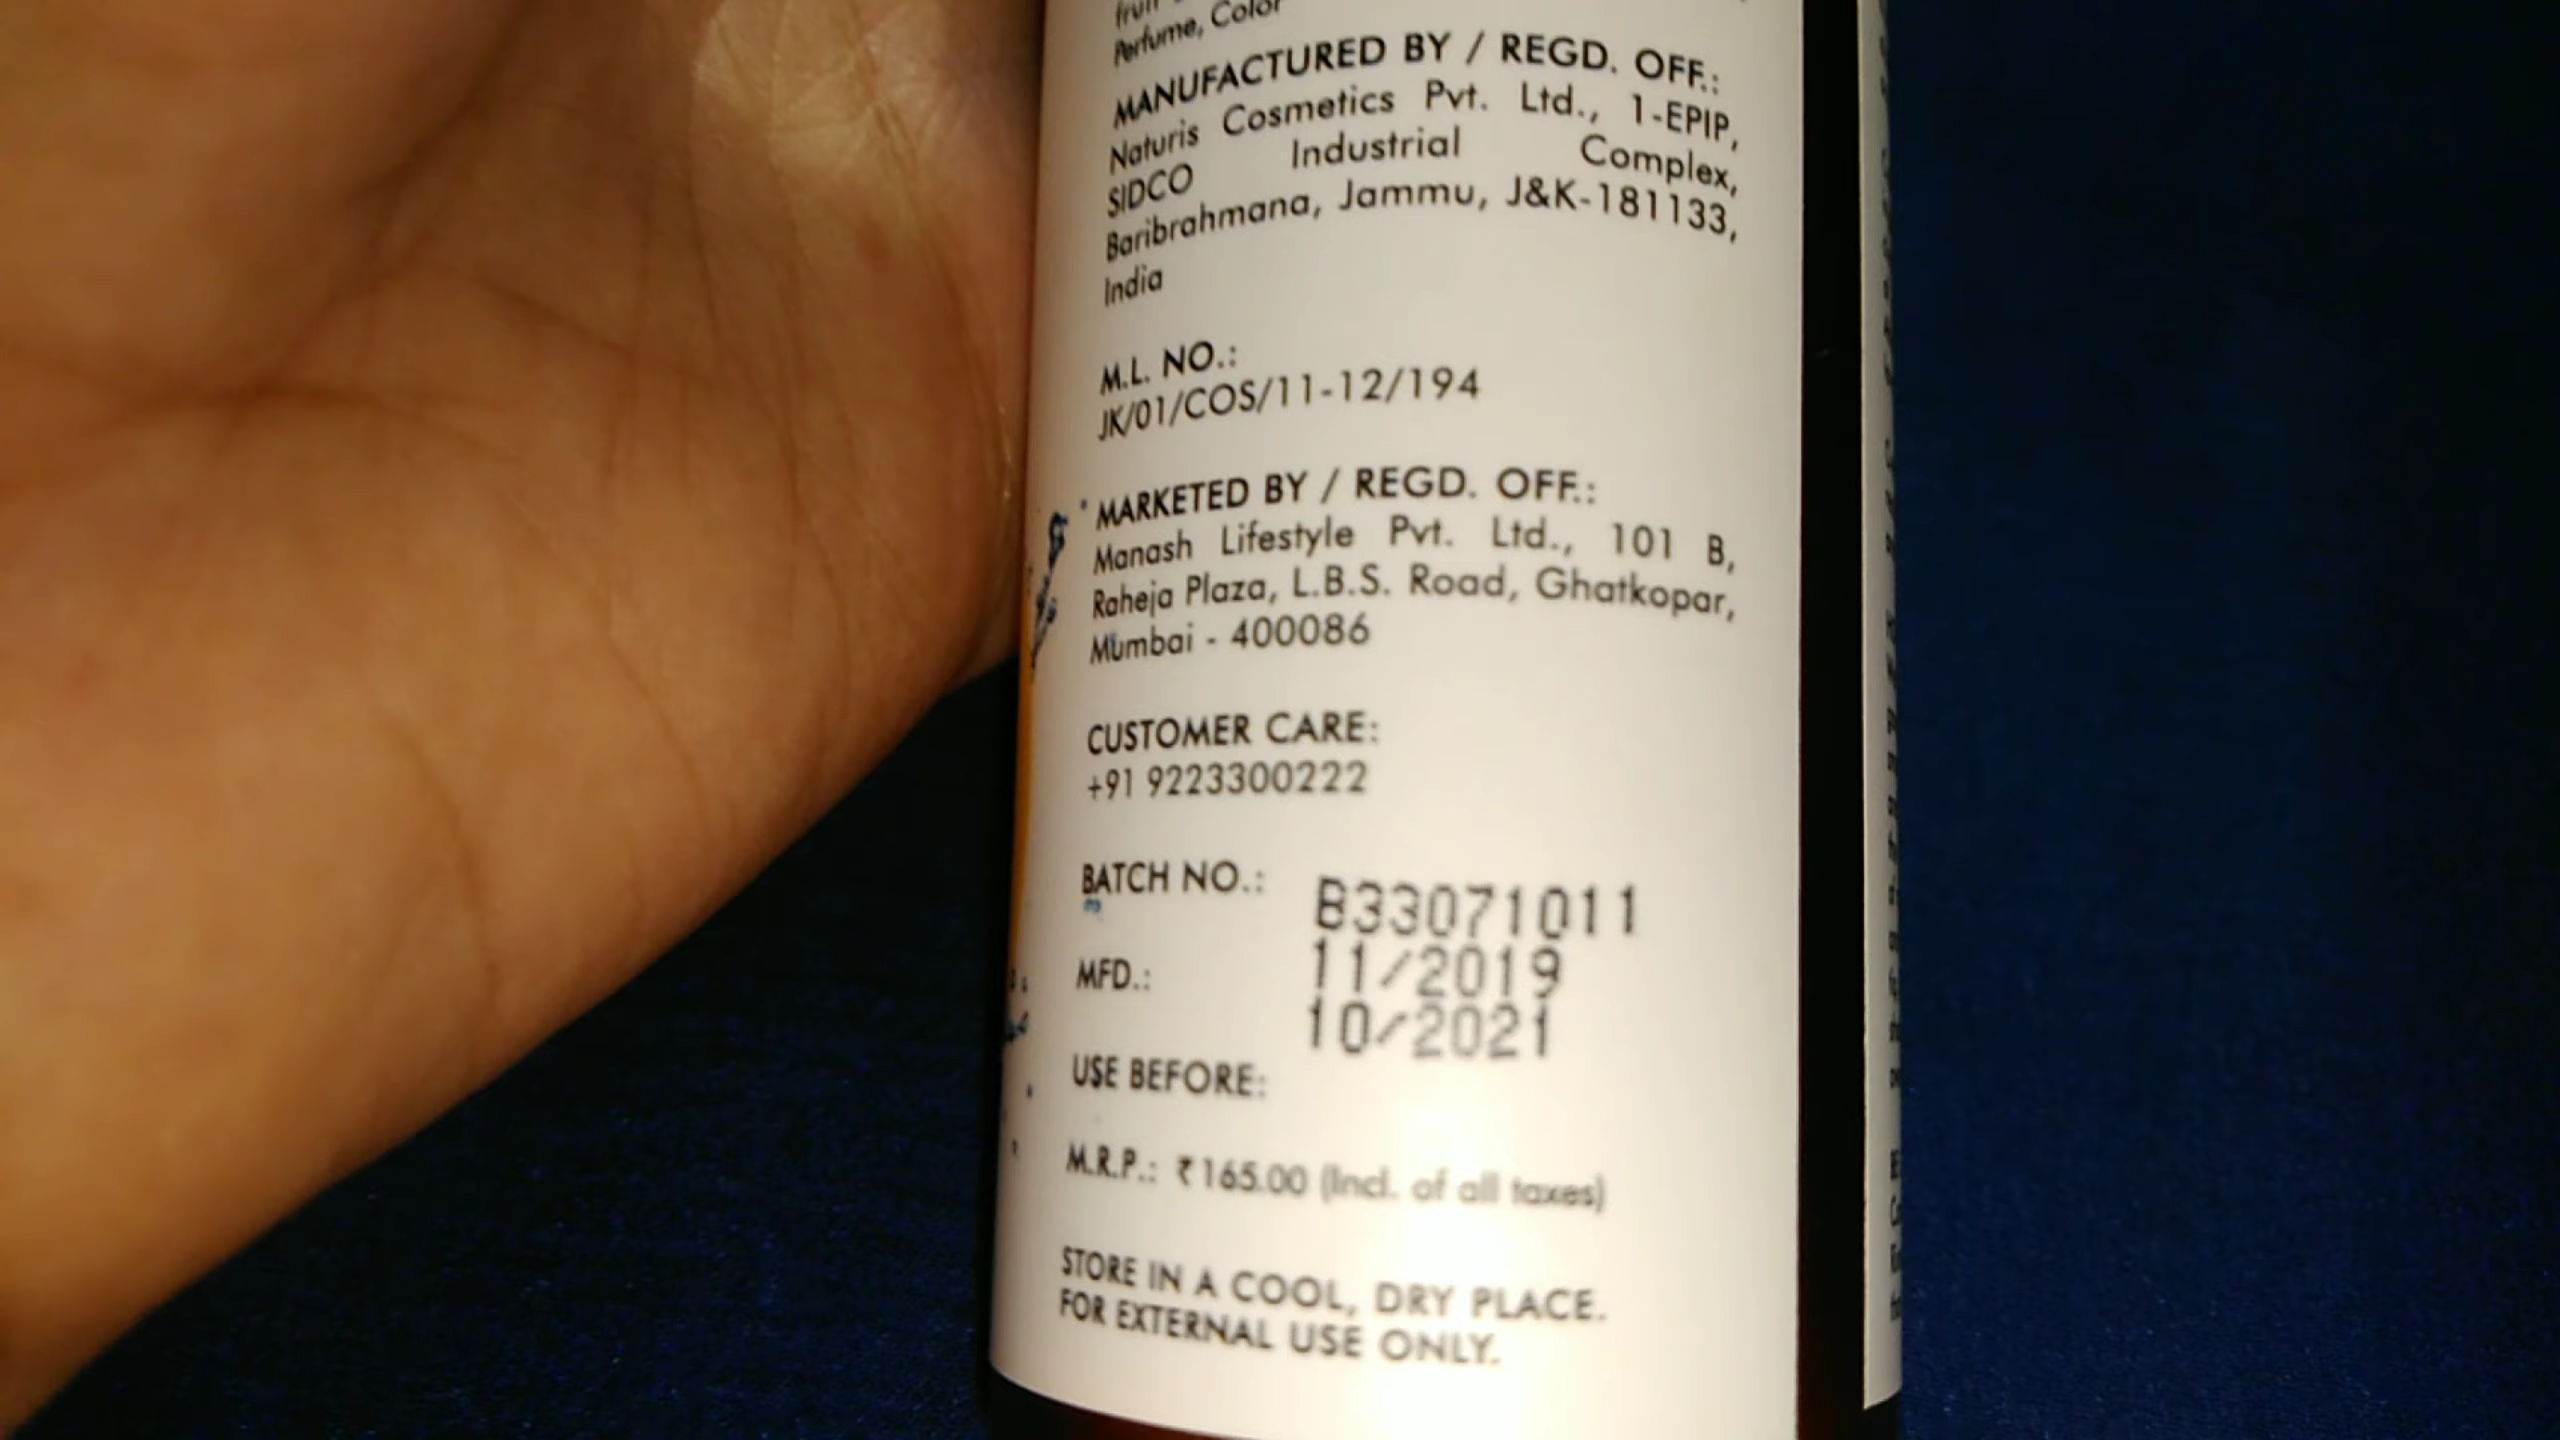 Perfume, Color
MANUFACTURED BY / REGD. OFF.:
Naturis Cosmetics Pvt. Ltd., 1-EPIP,
SIDCO Industrial Complex,
Baribrahmana, Jammu, J&K-181133,
India
M.L. NO.:
JK/01/COS/11-12/194
MARKETED BY / REGD. OFF.:
Manash Lifestyle Pvt. Ltd., 101 B,
Raheja Plaza, L.B.S. Road, Ghatkopar,
Mumbai - 400086
CUSTOMER CARE:
+91 9223300222
BATCH NO.: B33071011
MFD.: 11/2019
10/2021
USE BEFORE:
M.R.P.: ₹165.00 (Incl. of all taxes)
STORE IN A COOL, DRY PLACE.
FOR EXTERNAL USE ONLY.